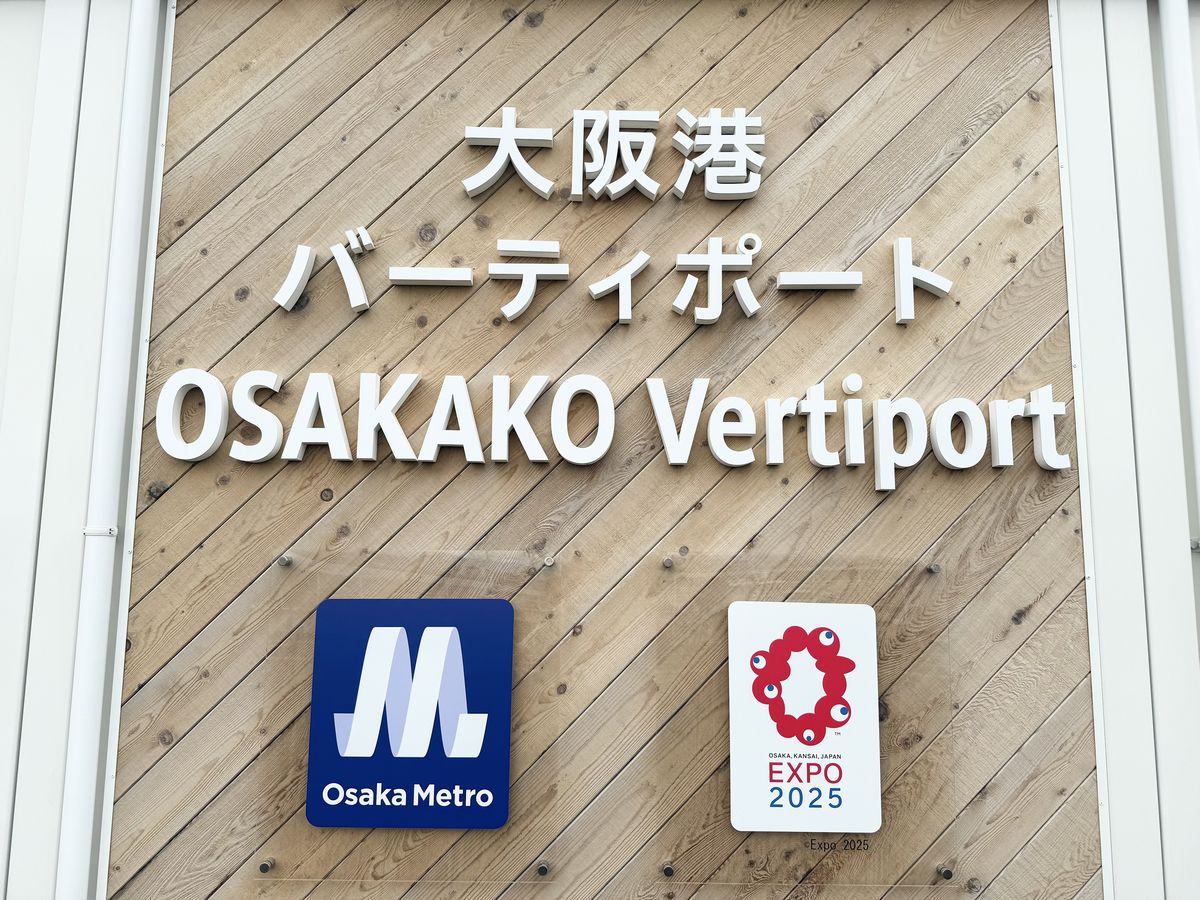 大阪港
バーティポート
OSAKAKO Vertiport
Osaka Metro
TM
OSAKA, KANSAI, JAPAN
EXPO
2025
©Expo 2025